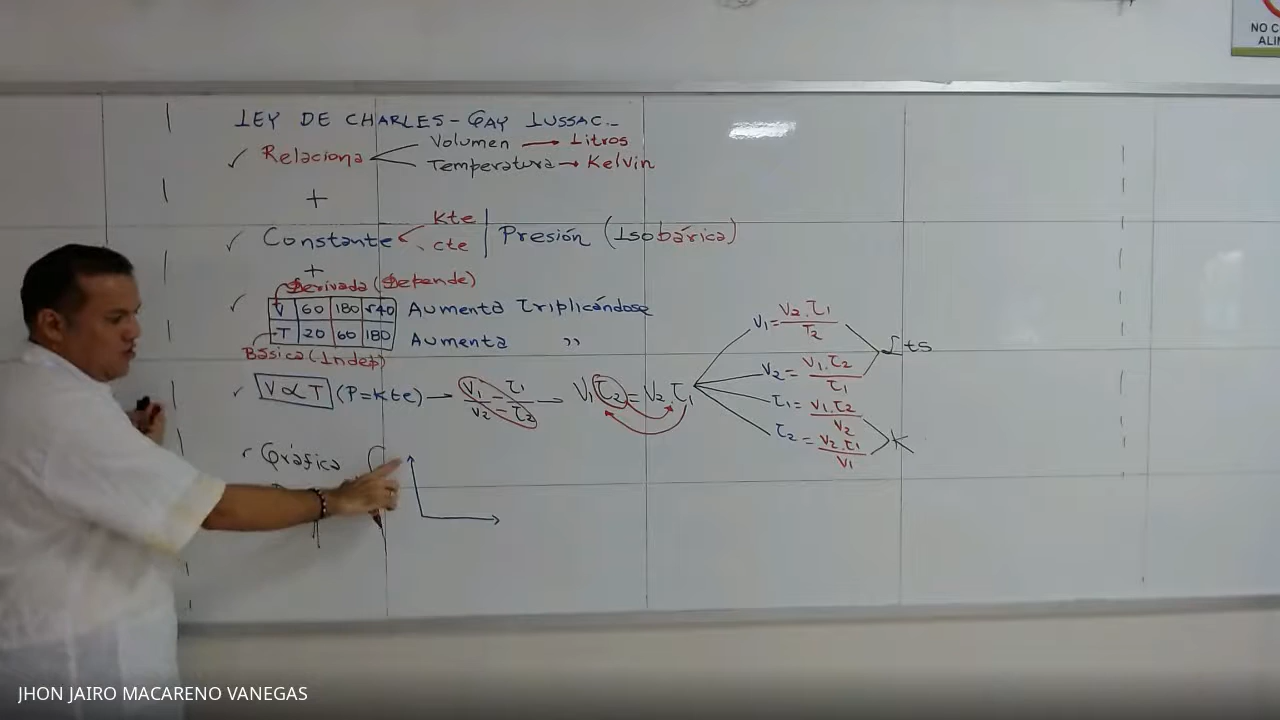 LEY DE CHARLES - GAY LUSSAC.-
✓ Relaciona Volumen → Litros
Temperatura → Kelvin
+
✓ Constante Kte
cte
Presión (Isobárica)
+
Derivada (Depende)
✓ V 60 180 540 Aumenta Triplicándose
T 20 60 180 Aumenta ,,
Básica (Indep)
✓ V ∝ T (P=Kte) → V1/V2 = T1/T2 → V1 T2 = V2.T1
V1 = V2.T1/T2
V2 = V1.T2/T1
Lts
T1 = V1.T2/V2
T2 = V2.T1/V1
K
✓ Gráfica
NO C
ALI
JHON JAIRO MACARENO VANEGAS